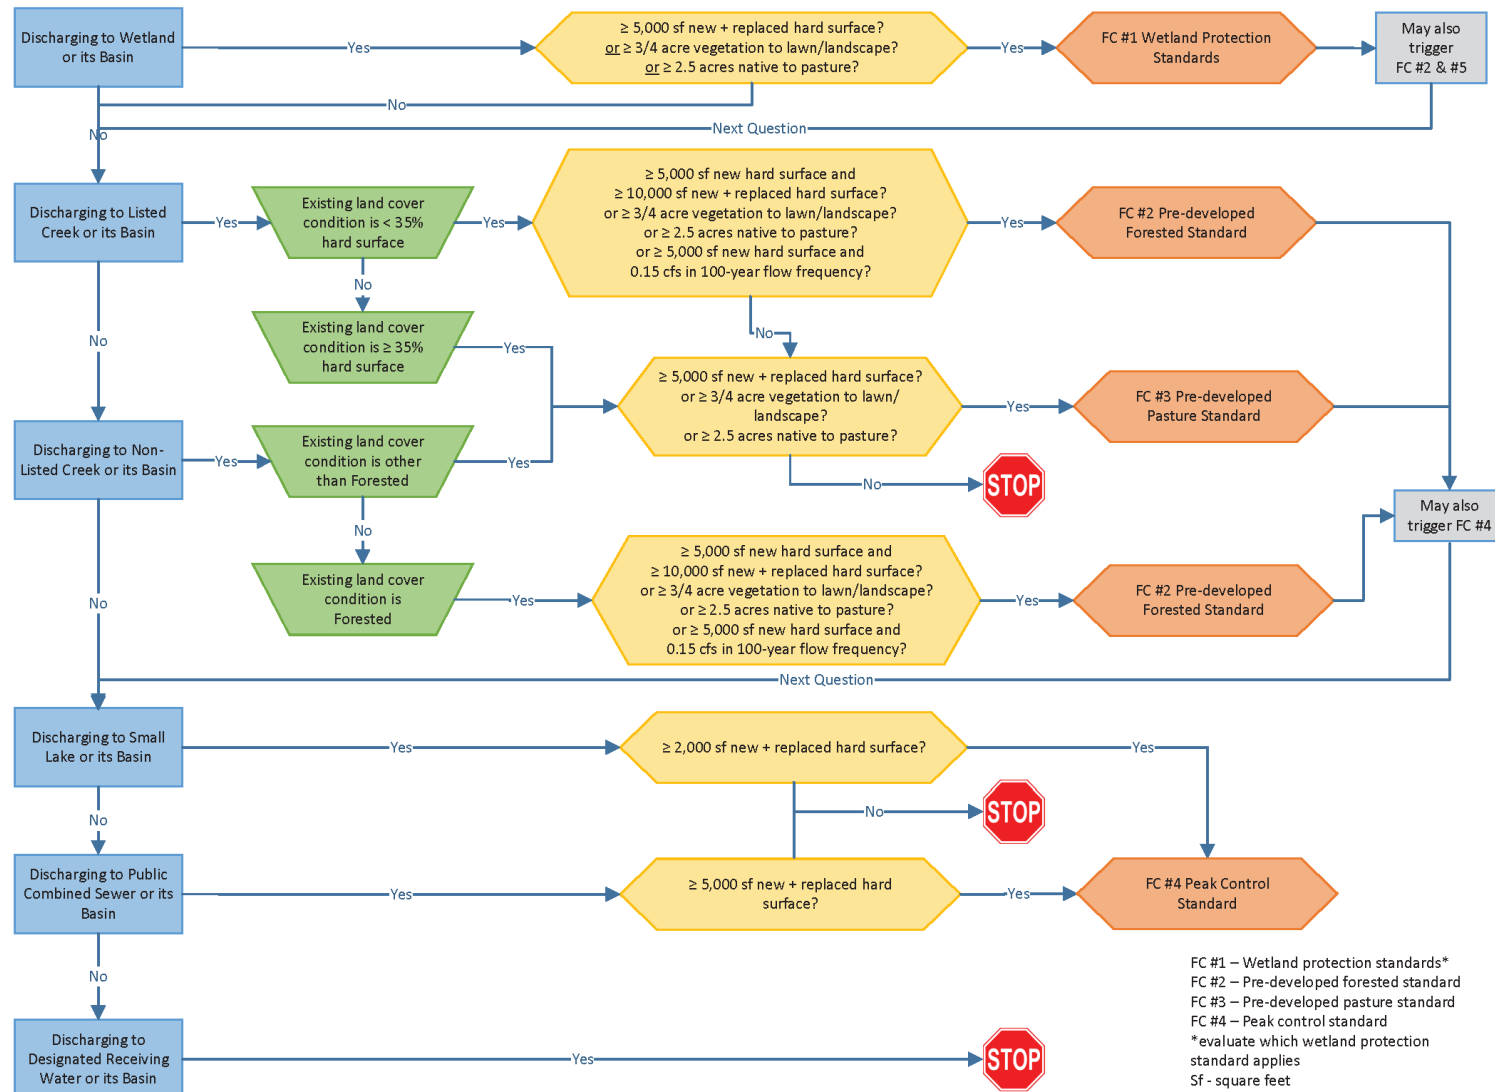 Discharging to Wetland
or its Basin
Yes
≥ 5,000 sf new + replaced hard surface?
or ≥ 3/4 acre vegetation to lawn/landscape?
or ≥ 2.5 acres native to pasture?
Yes
FC #1 Wetland Protection
Standards
May also
trigger
FC #2 & #5
No
No
Next Question
Discharging to Listed
Creek or its Basin
Yes
Existing land cover
condition is < 35%
hard surface
Yes
≥ 5,000 sf new hard surface and
≥ 10,000 sf new + replaced hard surface?
or ≥ 3/4 acre vegetation to lawn/landscape?
or ≥ 2.5 acres native to pasture?
or ≥ 5,000 sf new hard surface and
0.15 cfs in 100-year flow frequency?
Yes
FC #2 Pre-developed
Forested Standard
No
No
No
Existing land cover
condition is ≥ 35%
hard surface
Yes
≥ 5,000 sf new + replaced hard surface?
or ≥ 3/4 acre vegetation to lawn/
landscape?
or ≥ 2.5 acres native to pasture?
Yes
FC #3 Pre-developed
Pasture Standard
Discharging to Non-
Listed Creek or its Basin
Yes
Existing land cover
condition is other
than Forested
Yes
No
STOP
May also
trigger FC #4
No
No
Existing land cover
condition is
Forested
Yes
≥ 5,000 sf new hard surface and
≥ 10,000 sf new + replaced hard surface?
or ≥ 3/4 acre vegetation to lawn/landscape?
or ≥ 2.5 acres native to pasture?
or ≥ 5,000 sf new hard surface and
0.15 cfs in 100-year flow frequency?
Yes
FC #2 Pre-developed
Forested Standard
Next Question
Discharging to Small
Lake or its Basin
Yes
≥ 2,000 sf new + replaced hard surface?
Yes
No
No
STOP
Discharging to Public
Combined Sewer or its
Basin
Yes
≥ 5,000 sf new + replaced hard
surface?
Yes
FC #4 Peak Control
Standard
No
Discharging to
Designated Receiving
Water or its Basin
Yes
STOP
FC #1 – Wetland protection standards*
FC #2 – Pre-developed forested standard
FC #3 – Pre-developed pasture standard
FC #4 – Peak control standard
*evaluate which wetland protection
standard applies
Sf - square feet